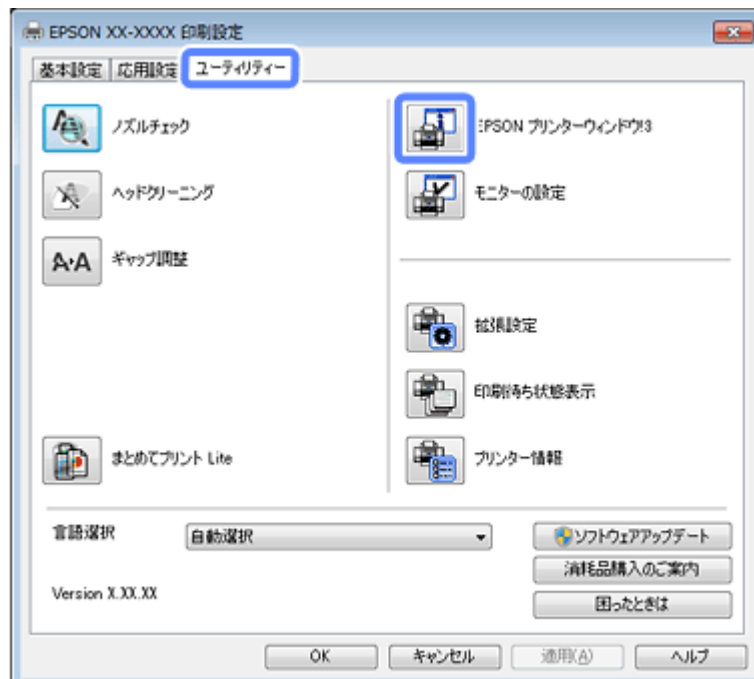 EPSON XX-XXXX 印刷設定
基本設定 応用設定 ユーティリティー
ノズルチェック
ヘッドクリーニング
A▸A ギャップ調整
まとめてプリント Lite
EPSON プリンターウィンドウ!3
モニターの設定
拡張設定
印刷待ち状態表示
プリンター情報
言語選択 自動選択
Version X.XX.XX
ソフトウェアアップデート
消耗品購入のご案内
困ったときは
OK キャンセル 適用(A) ヘルプ